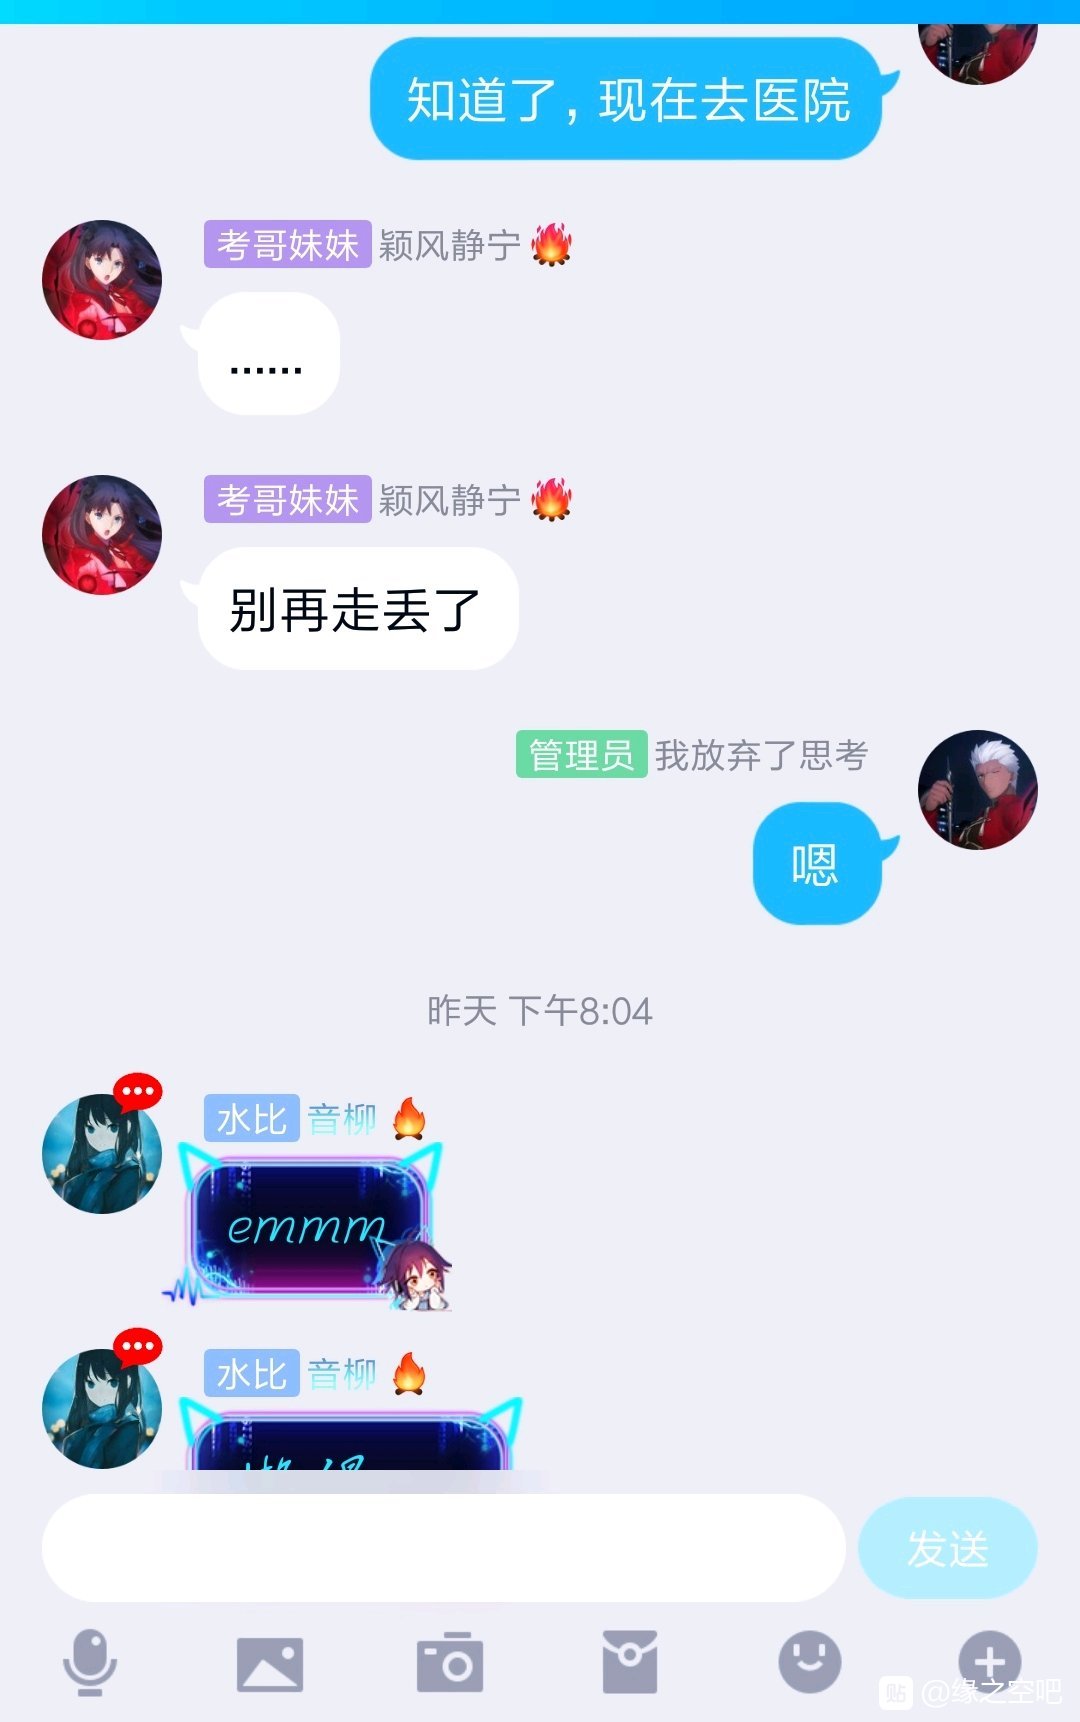 知道了，现在去医院
考哥妹妹 颖风静宁
......
考哥妹妹 颖风静宁
别再走丢了
管理员 我放弃了思考
嗯
昨天 下午8:04
水比 音柳
emmm
水比 音柳
发送
贴 @缘之空吧